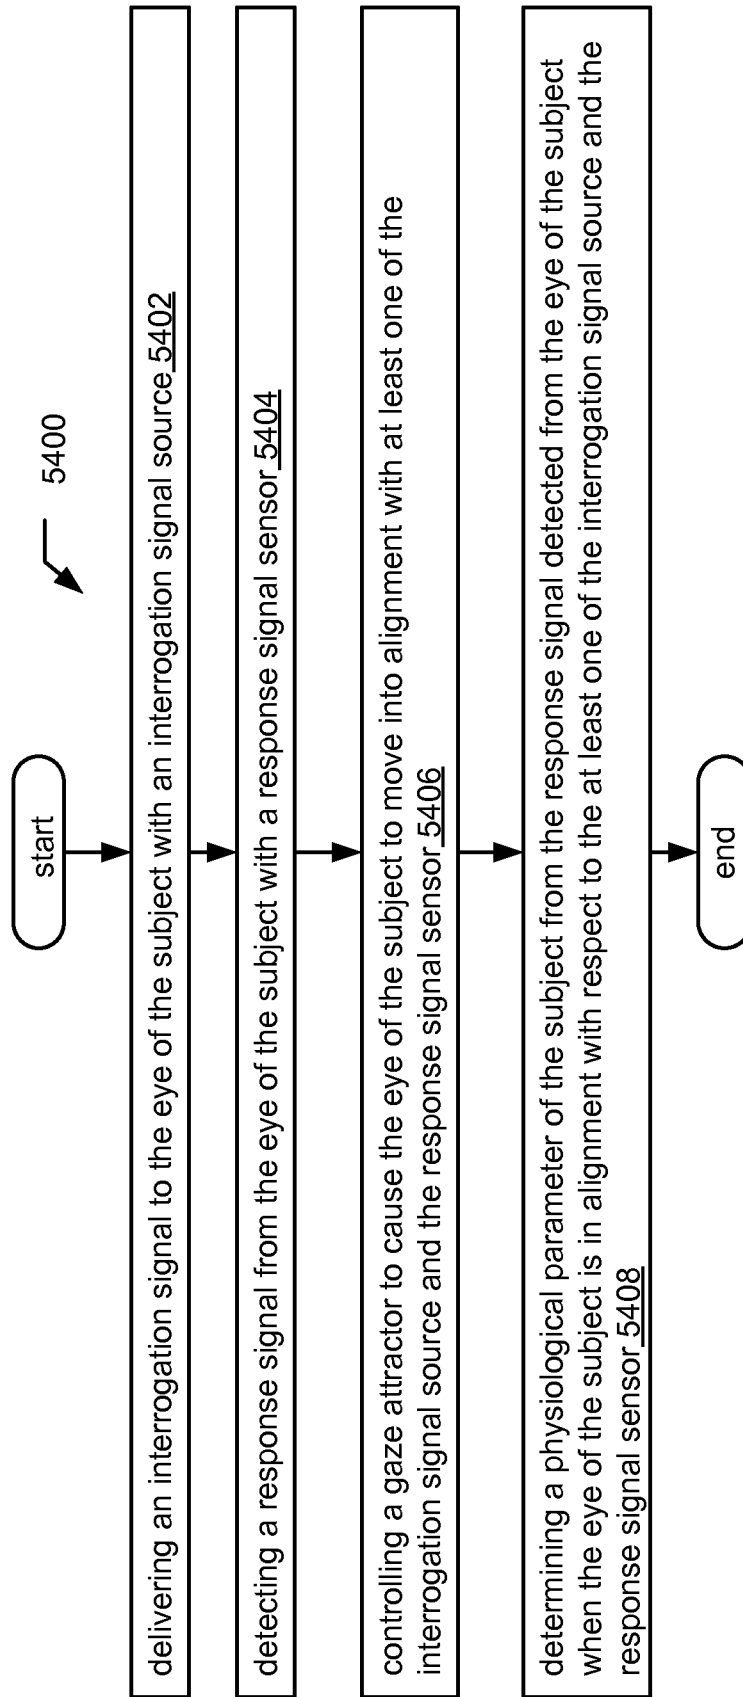 5400
start
delivering an interrogation signal to the eye of the subject with an interrogation signal source 5402
detecting a response signal from the eye of the subject with a response signal sensor 5404
controlling a gaze attractor to cause the eye of the subject to move into alignment with at least one of the
interrogation signal source and the response signal sensor 5406
determining a physiological parameter of the subject from the response signal detected from the eye of the subject
when the eye of the subject is in alignment with respect to the at least one of the interrogation signal source and the
response signal sensor 5408
end